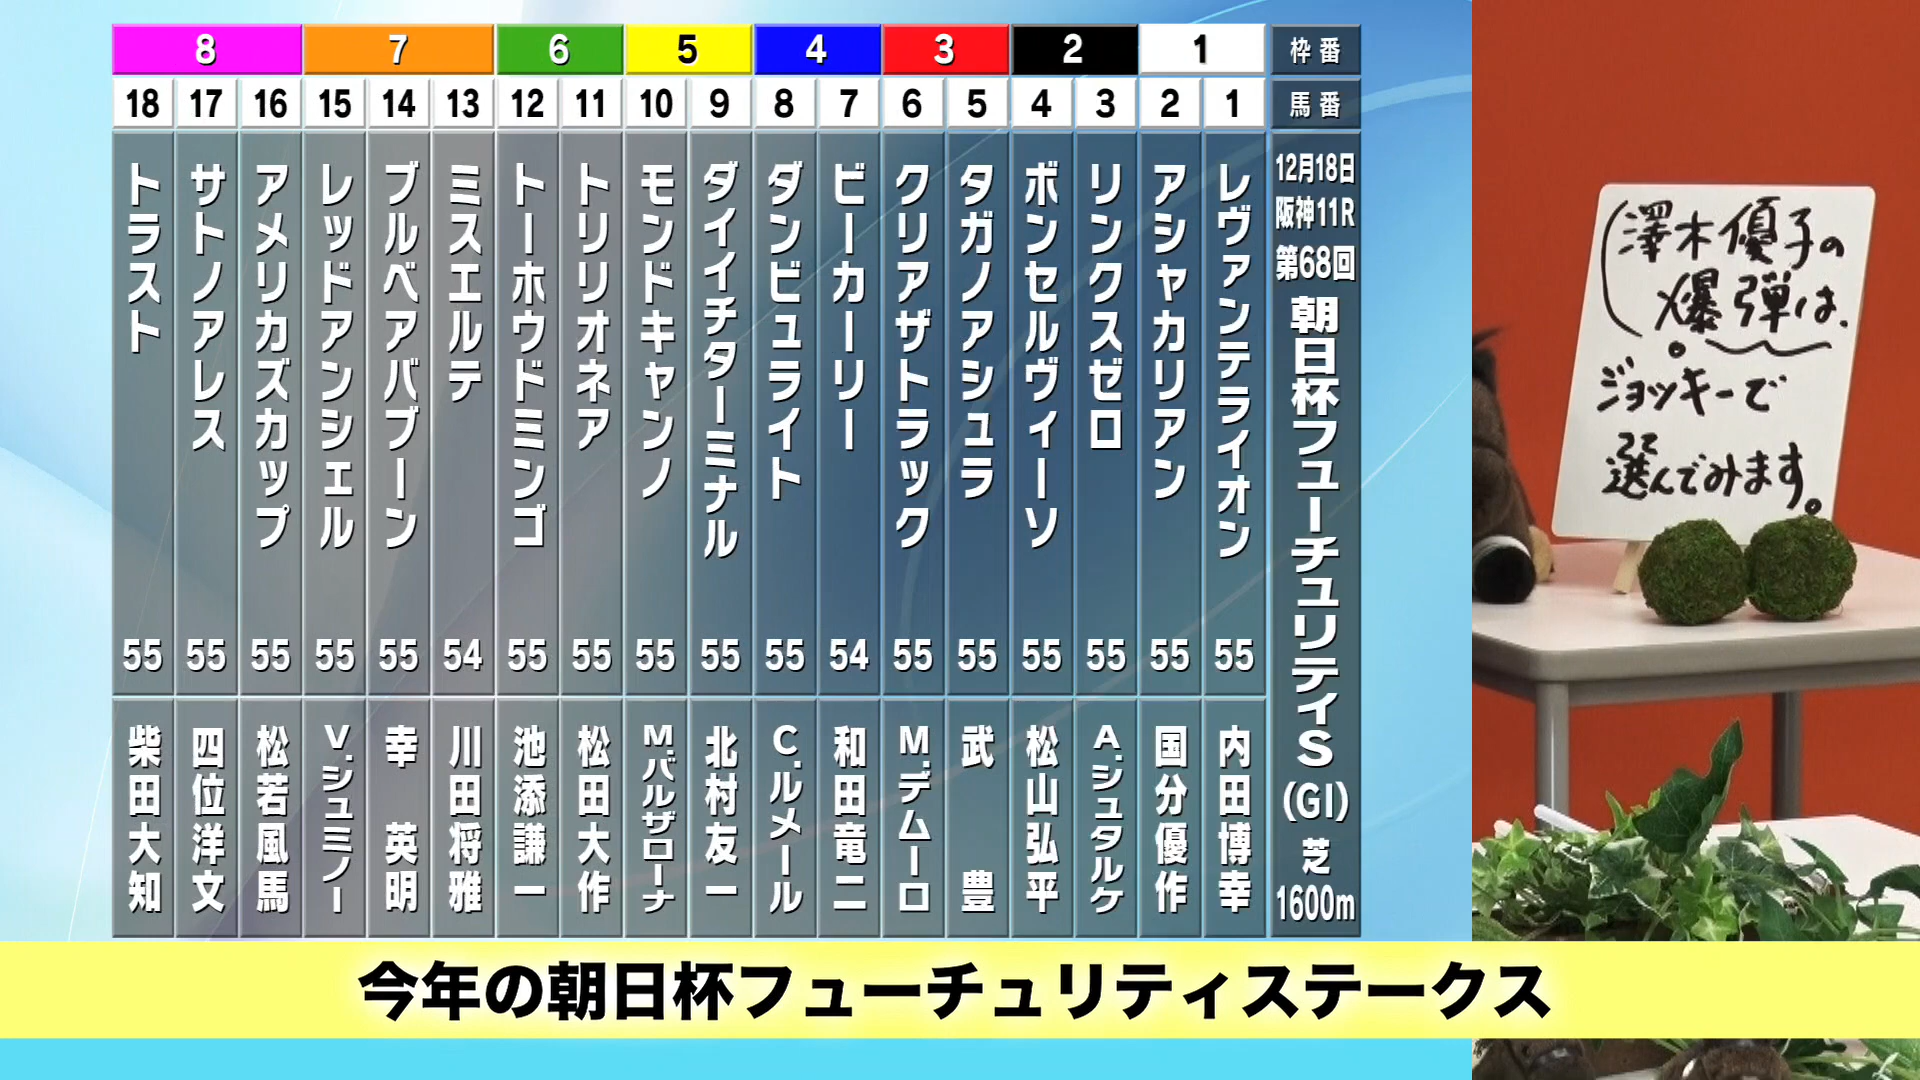 枠番 1 2 3 4 5 6 7 8
馬番 1 2 3 4 5 6 7 8 9 10 11 12 13 14 15 16 17 18
12月18日
阪神11R
第68回
朝日杯フューチュリティS
(GI)
芝
1600m
レヴァンテライオン 55 内田博幸
アシャカリアン 55 国分優作
リンクスゼロ 55 A.シュタルケ
ボンセルヴィーソ 55 松山弘平
タガノアシュラ 55 武豊
クリアザトラック 55 M.デムーロ
ビーカーリー 54 和田竜二
ダンビュライト 55 C.ルメール
ダイイチターミナル 55 北村友一
モンドキャンノ 55 M.バルザローナ
トリリオネア 55 松田大作
トーホウドミンゴ 55 池添謙一
ミスエルテ 54 川田将雅
ブルベアバブーン 55 幸英明
レッドアンシェル 55 V.シュミノー
アメリカズカップ 55 松若風馬
サトノアレス 55 四位洋文
トラスト 55 柴田大知
澤木優子の
爆弾は、
ジョッキーで
選んでみます。
今年の朝日杯フューチュリティステークス